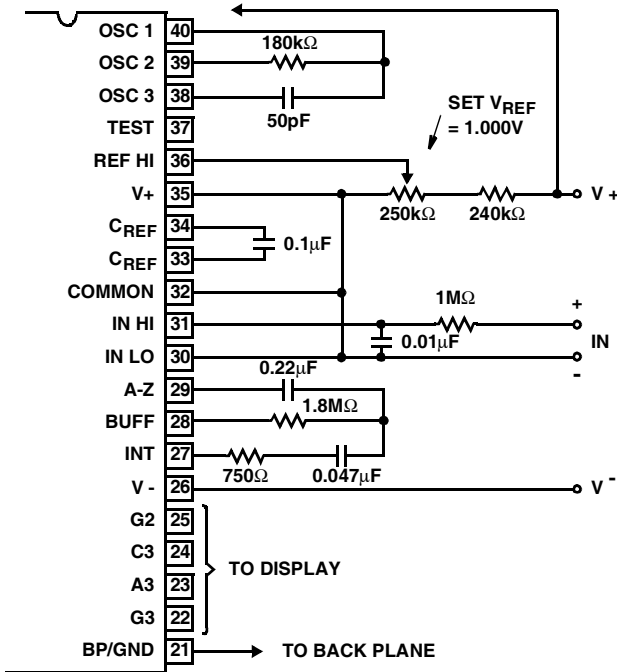 OSC 1 40
180kΩ
OSC 2 39
OSC 3 38
50pF
TEST 37
SET VREF
= 1.000V
REF HI 36
V+ 35
250kΩ 240kΩ V +
CREF 34
0.1µF
CREF 33
COMMON 32
1MΩ
IN HI 31 +
0.01µF IN
IN LO 30 -
0.22µF
A-Z 29
1.8MΩ
BUFF 28
INT 27
750Ω 0.047µF
V - 26 V -
G2 25
C3 24
TO DISPLAY
A3 23
G3 22
BP/GND 21 TO BACK PLANE